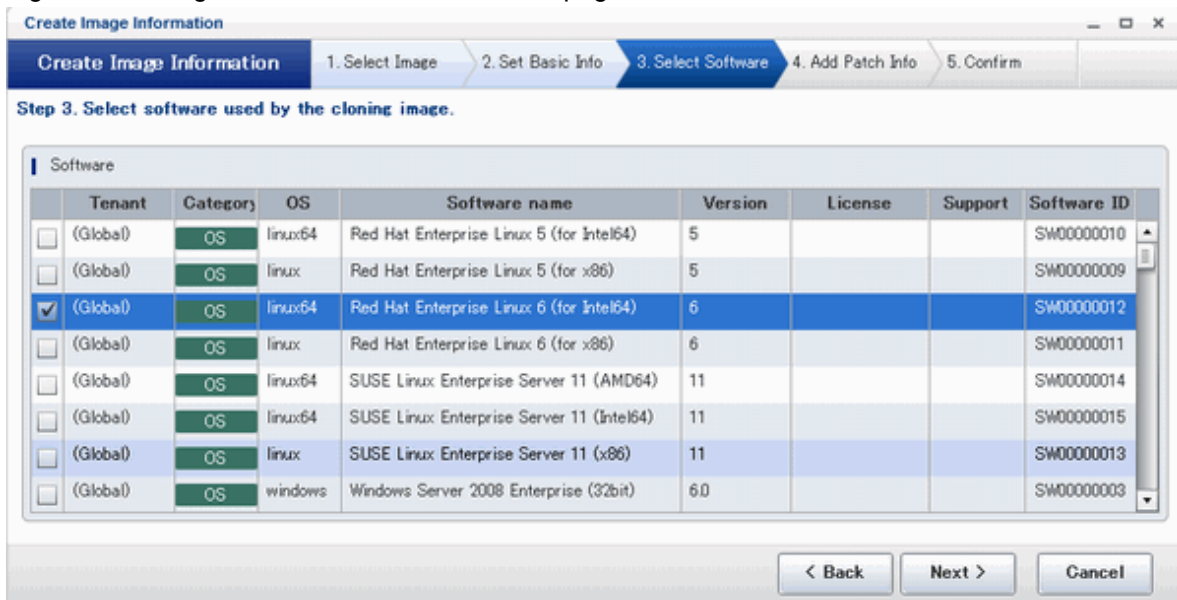 Create Image Information
Create Image Information 1. Select Image 2. Set Basic Info 3. Select Software 4. Add Patch Info 5. Confirm
Step 3. Select software used by the cloning image.
Software
Tenant Category OS Software name Version License Support Software ID
(Global) OS linux64 Red Hat Enterprise Linux 5 (for Intel64) 5 SW00000010
(Global) OS linux Red Hat Enterprise Linux 5 (for x86) 5 SW00000009
(Global) OS linux64 Red Hat Enterprise Linux 6 (for Intel64) 6 SW00000012
(Global) OS linux Red Hat Enterprise Linux 6 (for x86) 6 SW00000011
(Global) OS linux64 SUSE Linux Enterprise Server 11 (AMD64) 11 SW00000014
(Global) OS linux64 SUSE Linux Enterprise Server 11 (Intel64) 11 SW00000015
(Global) OS linux SUSE Linux Enterprise Server 11 (x86) 11 SW00000013
(Global) OS windows Windows Server 2008 Enterprise (32bit) 6.0 SW00000003
< Back Next > Cancel